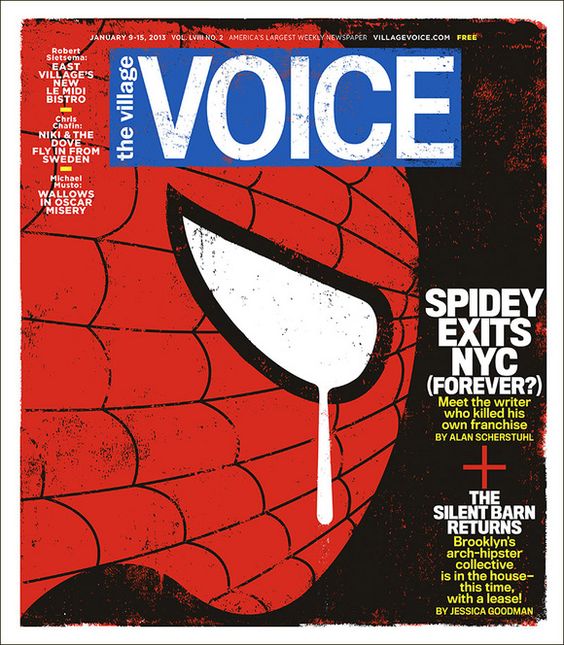 JANUARY 9-15, 2013 VOL. LVIII NO. 2 AMERICA'S LARGEST WEEKLY NEWSPAPER VILLAGEVOICE.COM FREE
the village
VOICE
Robert
Sietsema:
EAST
VILLAGE'S
NEW
LE MIDI
BISTRO
Chris
Chafin:
NIKI & THE
DOVE
FLY IN FROM
SWEDEN
Michael
Musto:
WALLOWS
IN OSCAR
MISERY
SPIDEY
EXITS
NYC
(FOREVER?)
Meet the writer
who killed his
own franchise
BY ALAN SCHERSTUHL
+
THE
SILENT BARN
RETURNS
Brooklyn's
arch-hipster
collective
is in the house–
this time,
with a lease!
BY JESSICA GOODMAN